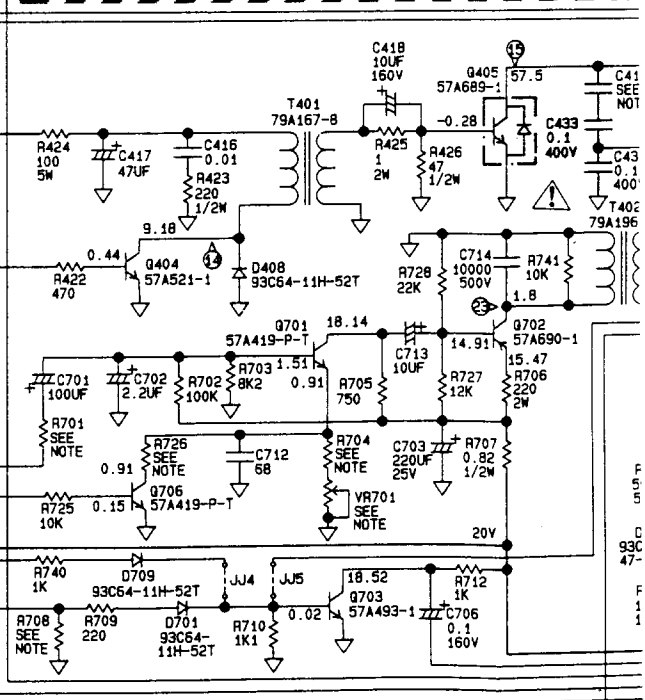 C418
10UF
160V
Q405
57A689-1
15
57.5
C41
SEE
NOT
T401
79A167-8
-0.28
R424
100
5W
C417
47UF
C416
0.01
R423
220
1/2W
R425
1
2W
R426
47
1/2W
C433
0.1
400V
C43
0.1
400
T402
79A196
9.18
14
0.44
Q404
57A521-1
R422
470
D408
93C64-11H-52T
R728
22K
C714
10000
500V
R741
10K
23
1.8
Q701
57A419-P-T
18.14
Q702
57A690-1
14.91
15.47
C713
10UF
C701
100UF
C702
2.2UF
R702
100K
R703
8K2
1.51
0.91
R705
750
R727
12K
R706
220
2W
R701
SEE
NOTE
R726
SEE
NOTE
C712
68
R704
SEE
NOTE
C703
220UF
25V
R707
0.82
1/2W
0.91
Q706
57A419-P-T
0.15
R725
10K
VR701
SEE
NOTE
20V
R740
1K
D709
93C64-11H-52T
JJ4
JJ5
18.52
R712
1K
R708
SEE
NOTE
R709
220
D701
93C64-
11H-52T
R710
1K1
0.02
Q703
57A493-1
C706
0.1
160V
93C
47-